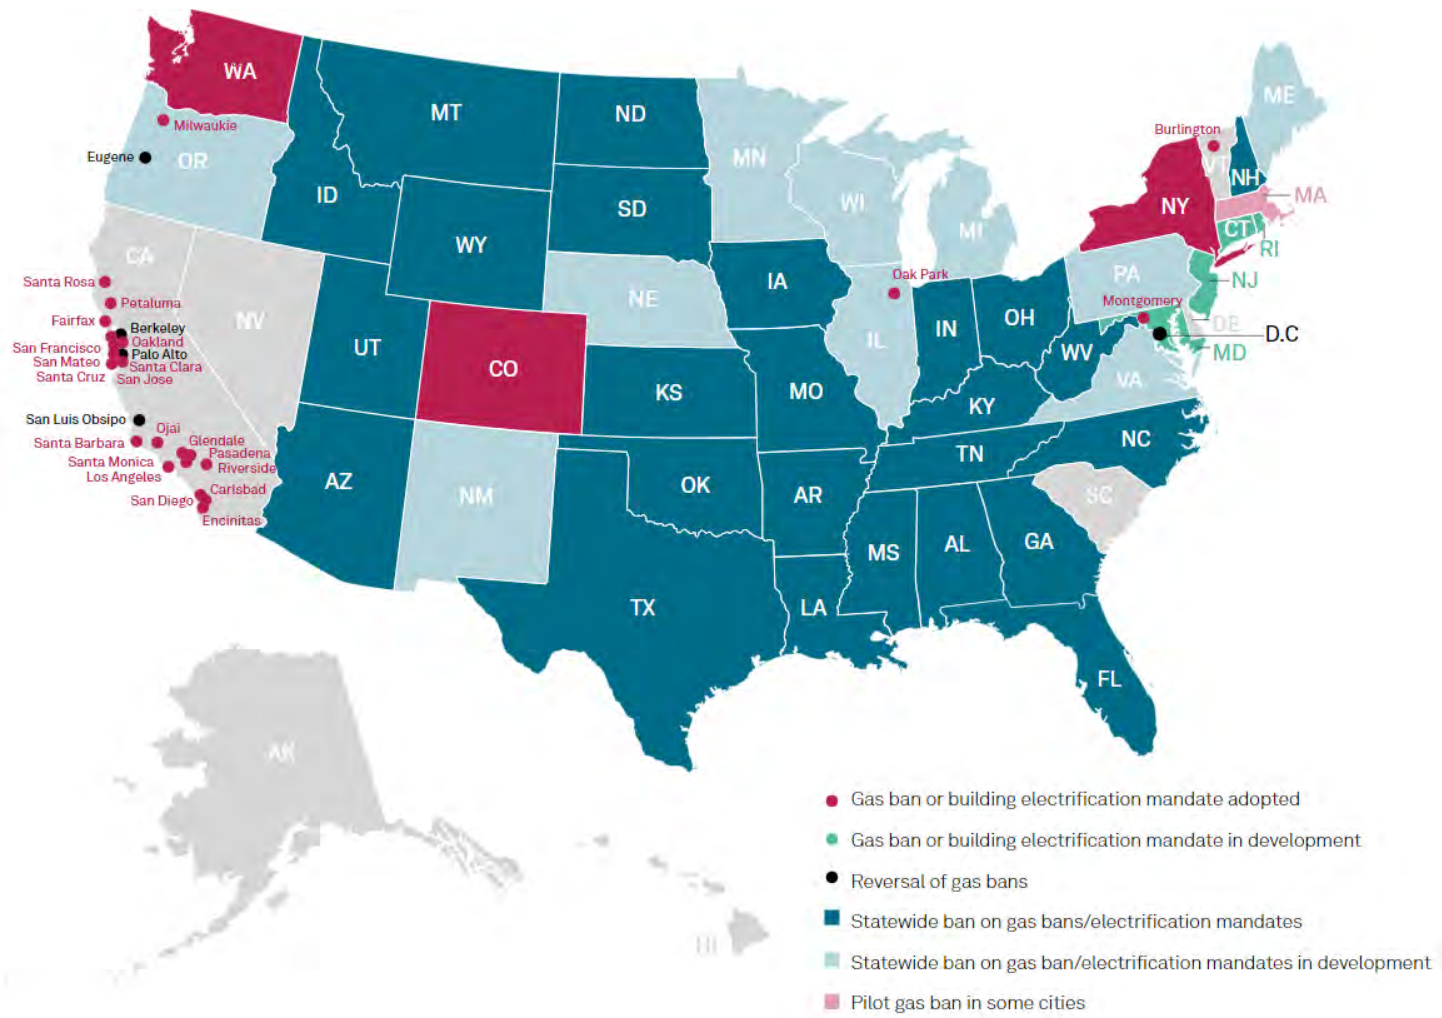 WA
MT
ND
MN
ME
Milwaukie
Burlington
Eugene
OR
VT
NH
ID
SD
WI
MI
NY
MA
CT
RI
WY
CA
IA
PA
NJ
Santa Rosa
Petaluma
NE
Oak Park
Montgomery
DE
D.C
MD
Fairfax
NV
Berkeley
Oakland
San Francisco
Palo Alto
San Mateo
Santa Clara
Santa Cruz
San Jose
UT
CO
KS
MO
IL
IN
OH
WV
VA
KY
San Luis Obsipo
Ojai
Santa Barbara
Glendale
Pasadena
Santa Monica
Riverside
Los Angeles
Carlsbad
San Diego
Encinitas
AZ
NM
OK
AR
TN
NC
SC
MS
AL
GA
TX
LA
FL
AK
HI
Gas ban or building electrification mandate adopted
Gas ban or building electrification mandate in development
Reversal of gas bans
Statewide ban on gas bans/electrification mandates
Statewide ban on gas ban/electrification mandates in development
Pilot gas ban in some cities